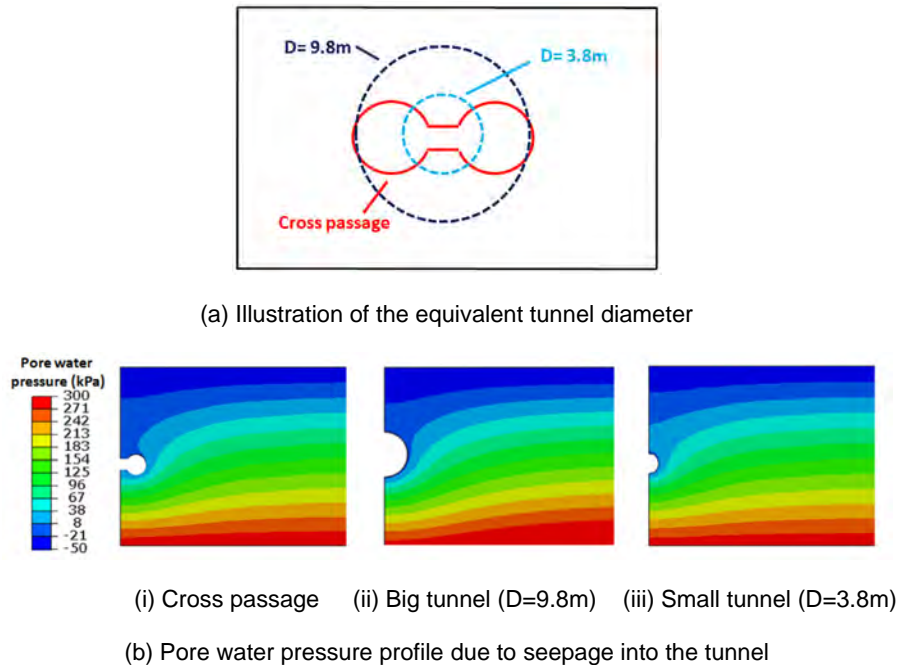 D= 9.8m
D= 3.8m
Cross passage
(a) Illustration of the equivalent tunnel diameter
Pore water
pressure (kPa)
300
271
242
213
183
154
125
96
67
38
8
-21
-50
(i) Cross passage
(ii) Big tunnel (D=9.8m)
(iii) Small tunnel (D=3.8m)
(b) Pore water pressure profile due to seepage into the tunnel